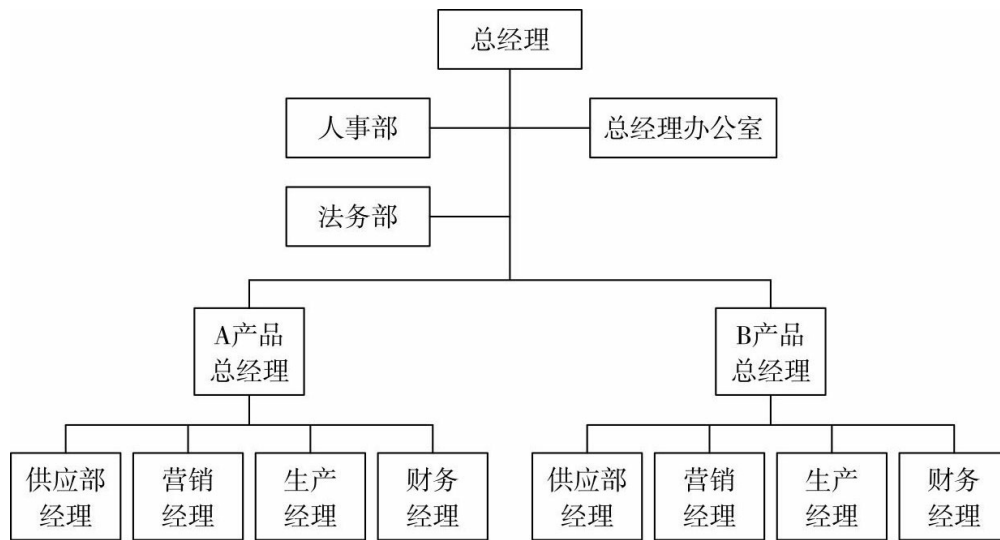 总经理
人事部
总经理办公室
法务部
A产品
总经理
B产品
总经理
供应部
经理
营销
经理
生产
经理
财务
经理
供应部
经理
营销
经理
生产
经理
财务
经理